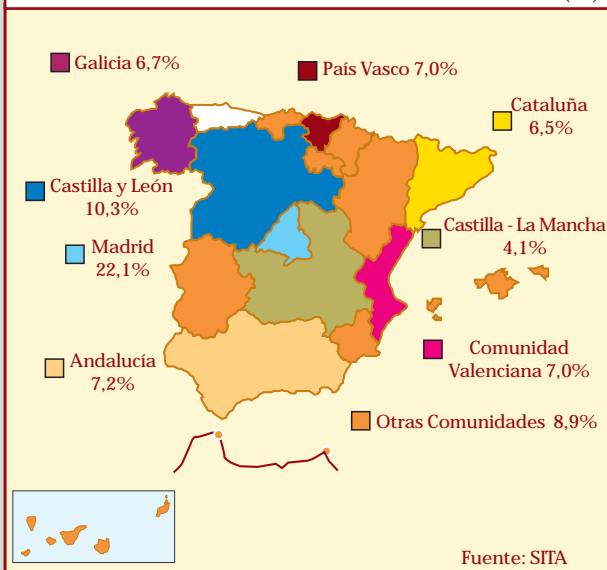 Galicia 6,7%
País Vasco 7,0%
Cataluña
6,5%
Castilla y León
10,3%
Castilla - La Mancha
4,1%
Madrid
22,1%
Comunidad
Valenciana 7,0%
Andalucía
7,2%
Otras Comunidades 8,9%
Fuente: SITA